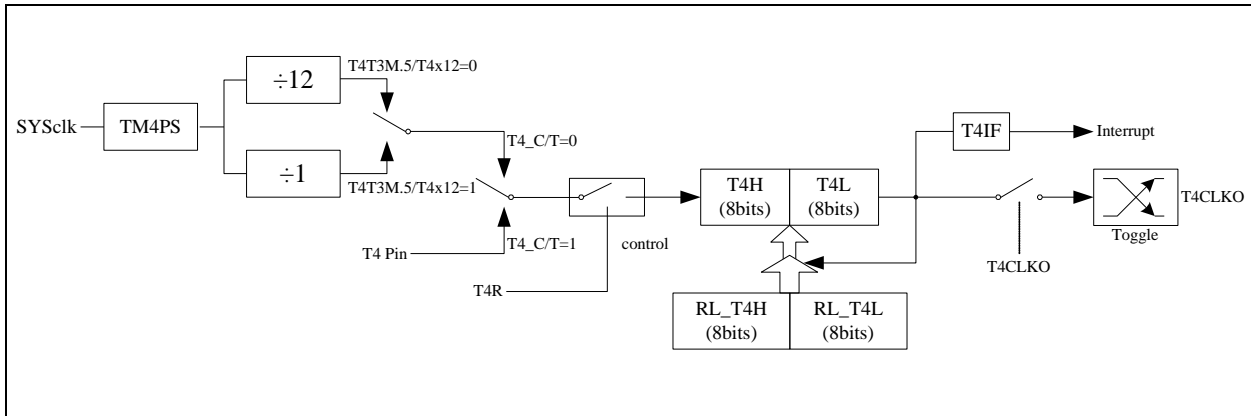 ÷12
T4T3M.5/T4x12=0
SYSclk
TM4PS
T4_C/T=0
T4IF
Interrupt
÷1
T4T3M.5/T4x12=1
T4H
(8bits)
T4L
(8bits)
T4CLKO
Toggle
T4 Pin
T4_C/T=1
control
T4CLKO
T4R
RL_T4H
(8bits)
RL_T4L
(8bits)